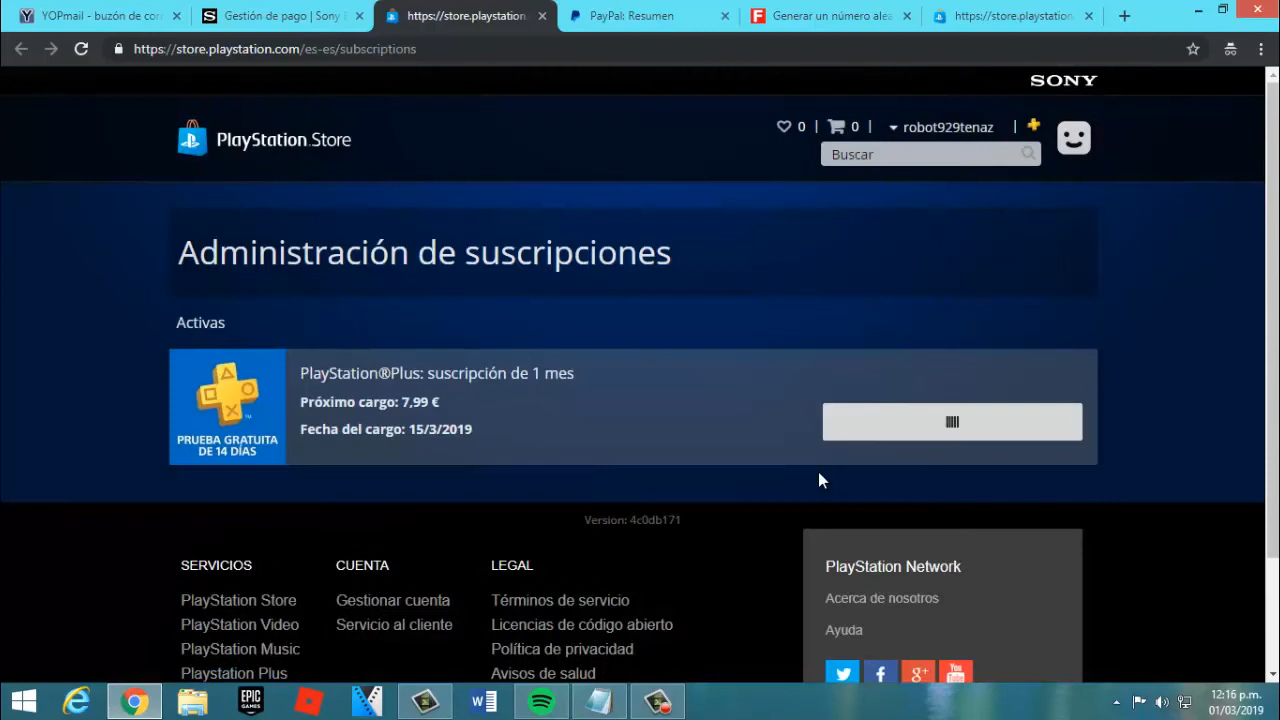 YOPmail - buzón de cor
Gestión de pago | Sony E
https://store.playstation.
PayPal: Resumen
Generar un número alea
https://store.playstation
https://store.playstation.com/es-es/subscriptions
SONY
PlayStation.Store
0 | 0 | robot929tenaz |
Buscar
Administración de suscripciones
Activas
PRUEBA GRATUITA
DE 14 DÍAS
PlayStation®Plus: suscripción de 1 mes
Próximo cargo: 7,99 €
Fecha del cargo: 15/3/2019
Version: 4c0db171
SERVICIOS
PlayStation Store
PlayStation Video
PlayStation Music
Playstation Plus
CUENTA
Gestionar cuenta
Servicio al cliente
LEGAL
Términos de servicio
Licencias de código abierto
Política de privacidad
Avisos de salud
PlayStation Network
Acerca de nosotros
Ayuda
You
Tube
EPIC
GAMES
12:16 p.m.
01/03/2019